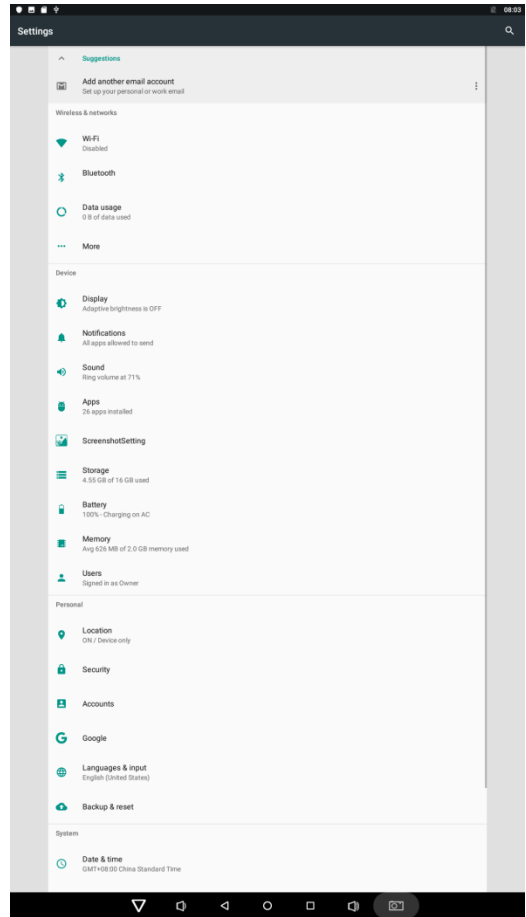 08:03
Settings
Suggestions
Add another email account
Set up your personal or work email
Wireless & networks
Wi-Fi
Disabled
Bluetooth
Data usage
0 B of data used
More
Device
Display
Adaptive brightness is OFF
Notifications
All apps allowed to send
Sound
Ring volume at 71%
Apps
26 apps installed
ScreenshotSetting
Storage
4.55 GB of 16 GB used
Battery
100% - Charging on AC
Memory
Avg 626 MB of 2.0 GB memory used
Users
Signed in as Owner
Personal
Location
ON / Device only
Security
Accounts
Google
Languages & input
English (United States)
Backup & reset
System
Date & time
GMT+08:00 China Standard Time